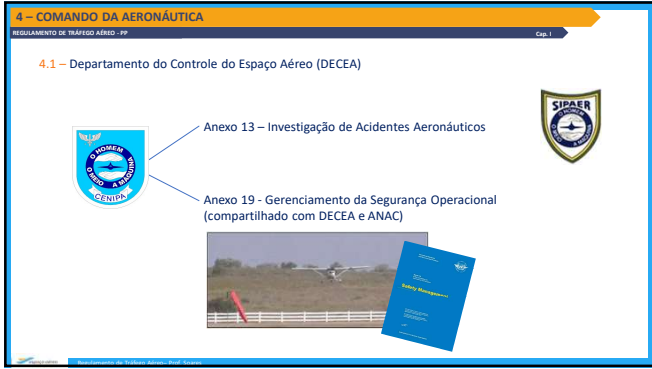 4 – COMANDO DA AERONÁUTICA
REGULAMENTO DE TRÁFEGO AÉREO - PP
Cap. I
4.1 – Departamento do Controle do Espaço Aéreo (DECEA)
Anexo 13 – Investigação de Acidentes Aeronáuticos
SIPAER
O HOMEM
O MEIO A MAQUINA
CENIPA
Anexo 19 - Gerenciamento da Segurança Operacional
(compartilhado com DECEA e ANAC)
Safety Management
Regulamento de Tráfego Aéreo– Prof. Soares